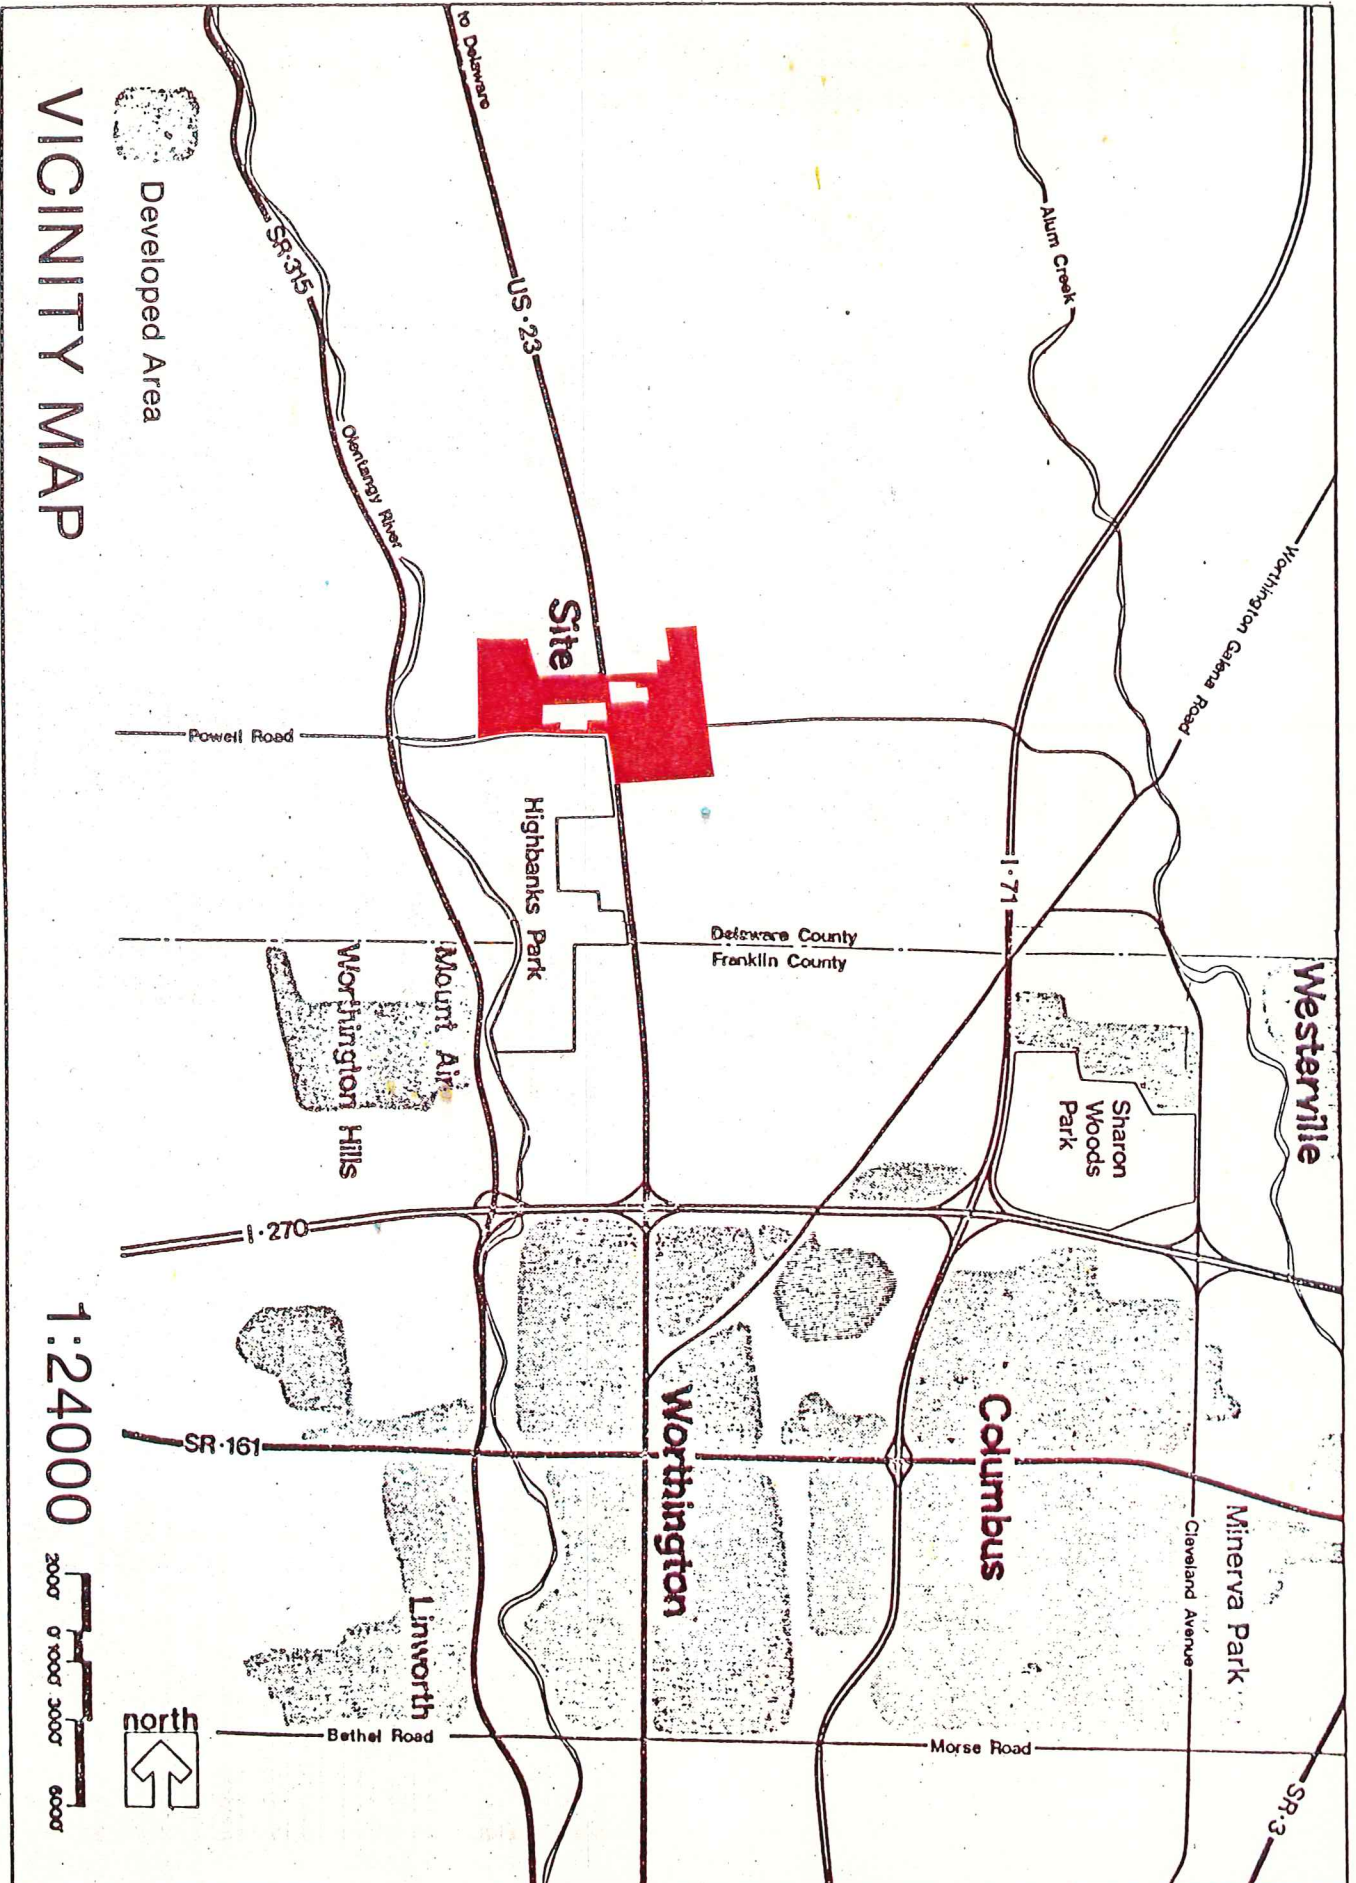 to Delaware
Alum Creek
SR·315
US·23
Developed Area
VICINITY MAP
Olentangy River
Worthington Galena Road
Site
Powell Road
Highbanks Park
I·71
Delaware County
Franklin County
Westerville
Mount Air
Worthington Hills
Sharon
Woods
Park
I·270
1:24000
Worthington
Columbus
SR·161
Minerva Park
Cleveland Avenue
Linworth
2000' 0' 1000' 3000' 6000'
north
Bethel Road
Morse Road
SR·3